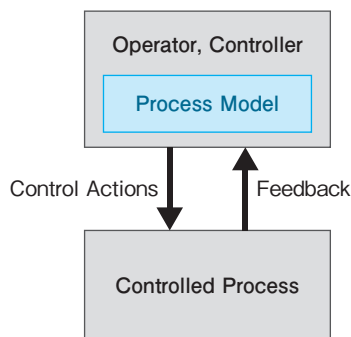 Operator, Controller
Process Model
Control Actions
Feedback
Controlled Process